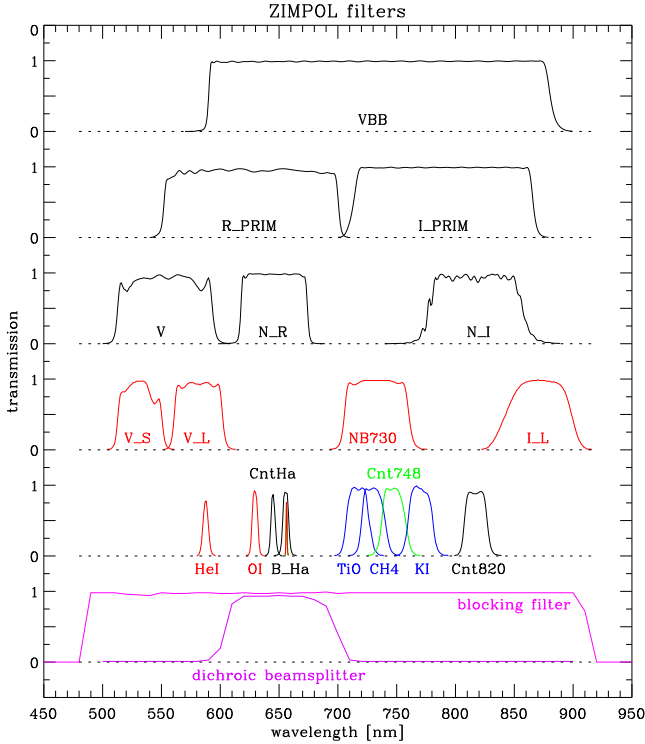 ZIMPOL filters
0
1
VBB
0
1
R_PRIM I_PRIM
0
1
V N_R N_I
0
transmission
1
V_S V_L NB730 I_L
0
CntHa Cnt748
1
0
HeI OI B_Ha TiO CH4 KI Cnt820
1
blocking filter
0
dichroic beamsplitter
450 500 550 600 650 700 750 800 850 900 950
wavelength [nm]